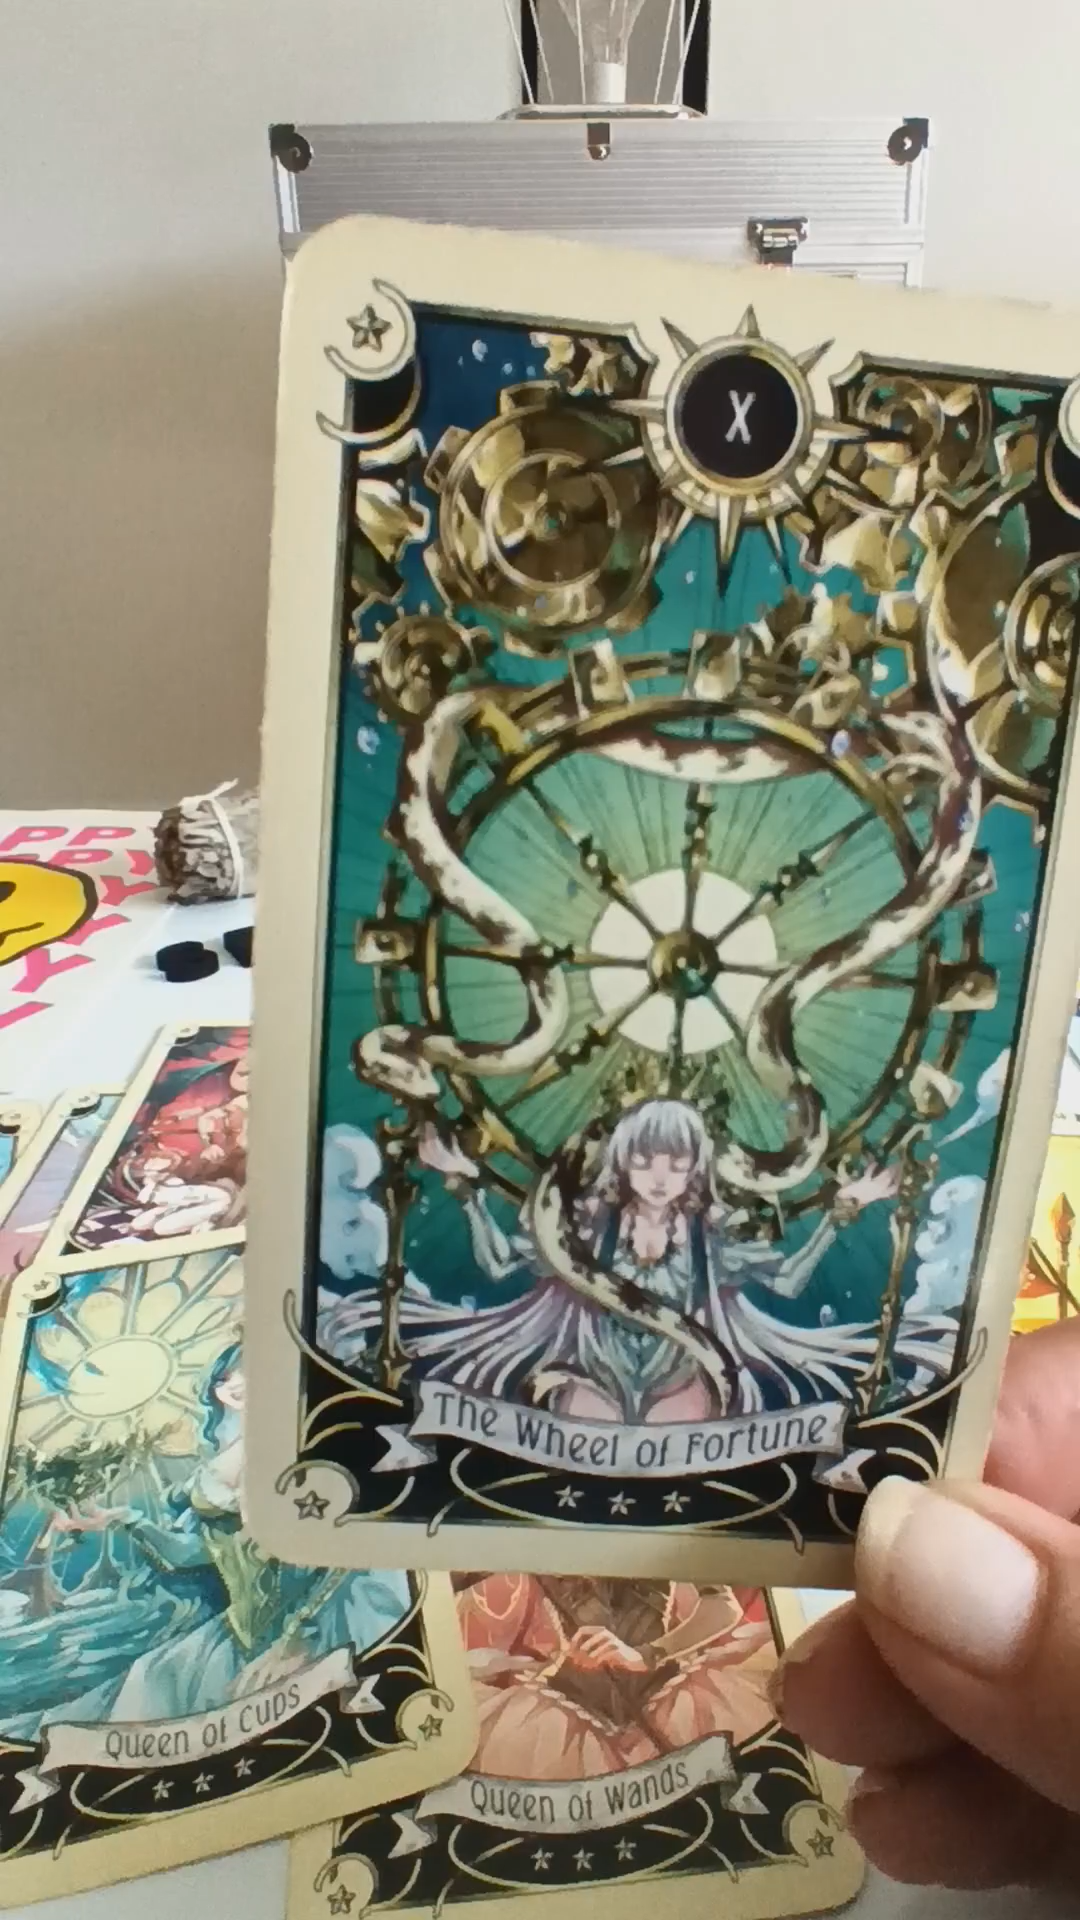 X
The Wheel of Fortune
Queen of Cups
Queen of Wands